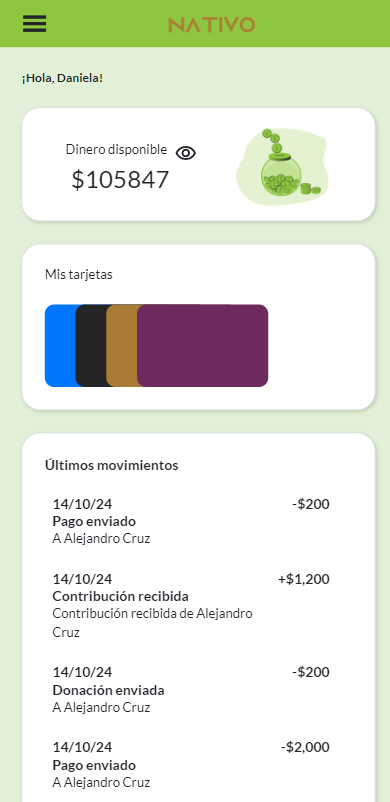 NATIVO
¡Hola, Daniela!
Dinero disponible
$105847
Mis tarjetas
Últimos movimientos
14/10/24 -$200
Pago enviado
A Alejandro Cruz
14/10/24 +$1,200
Contribución recibida
Contribución recibida de Alejandro
Cruz
14/10/24 -$200
Donación enviada
A Alejandro Cruz
14/10/24 -$2,000
Pago enviado
A Alejandro Cruz